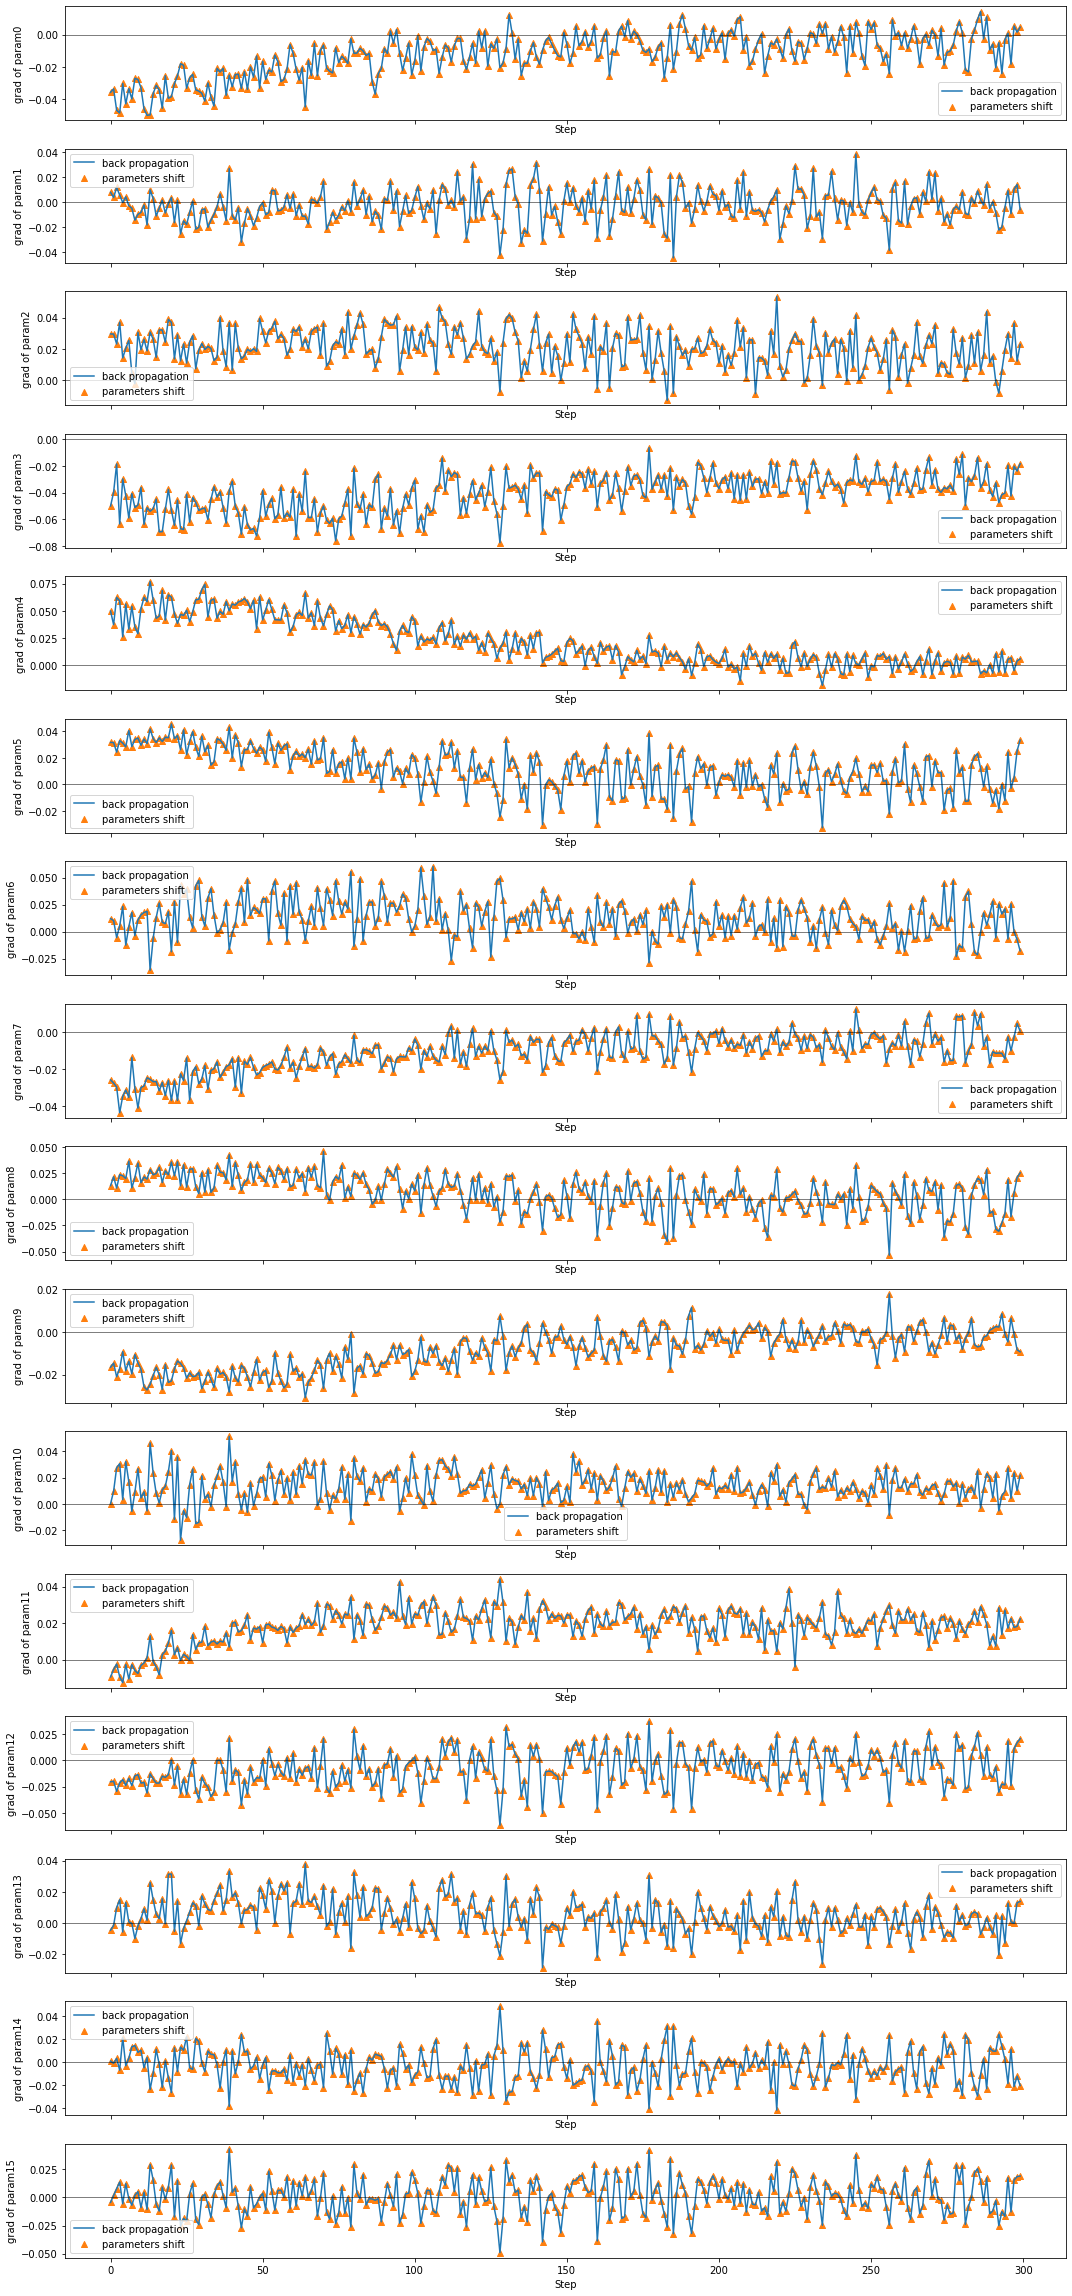 grad of param0
0.00
−0.02
−0.04
back propagation
parameters shift
Step
grad of param1
0.04
0.02
0.00
−0.02
−0.04
back propagation
parameters shift
Step
grad of param2
0.04
0.02
0.00
back propagation
parameters shift
Step
grad of param3
0.00
−0.02
−0.04
−0.06
−0.08
back propagation
parameters shift
Step
grad of param4
0.075
0.050
0.025
0.000
back propagation
parameters shift
Step
grad of param5
0.04
0.02
0.00
−0.02
back propagation
parameters shift
Step
grad of param6
0.050
0.025
0.000
−0.025
back propagation
parameters shift
Step
grad of param7
0.00
−0.02
−0.04
back propagation
parameters shift
Step
grad of param8
0.050
0.025
0.000
−0.025
−0.050
back propagation
parameters shift
Step
grad of param9
0.02
0.00
−0.02
back propagation
parameters shift
Step
grad of param10
0.04
0.02
0.00
−0.02
back propagation
parameters shift
Step
grad of param11
0.04
0.02
0.00
back propagation
parameters shift
Step
grad of param12
0.025
0.000
−0.025
−0.050
back propagation
parameters shift
Step
grad of param13
0.04
0.02
0.00
−0.02
back propagation
parameters shift
Step
grad of param14
0.04
0.02
0.00
−0.02
−0.04
back propagation
parameters shift
Step
grad of param15
0.025
0.000
−0.025
−0.050
back propagation
parameters shift
0 50 100 150 200 250 300
Step